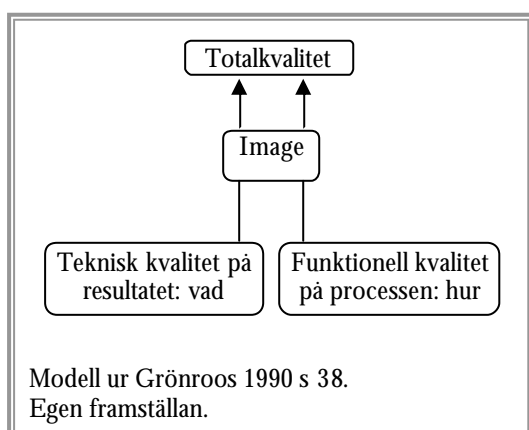 Totalkvalitet
Image
Teknisk kvalitet på
resultatet: vad
Funktionell kvalitet
på processen: hur
Modell ur Grönroos 1990 s 38.
Egen framställan.